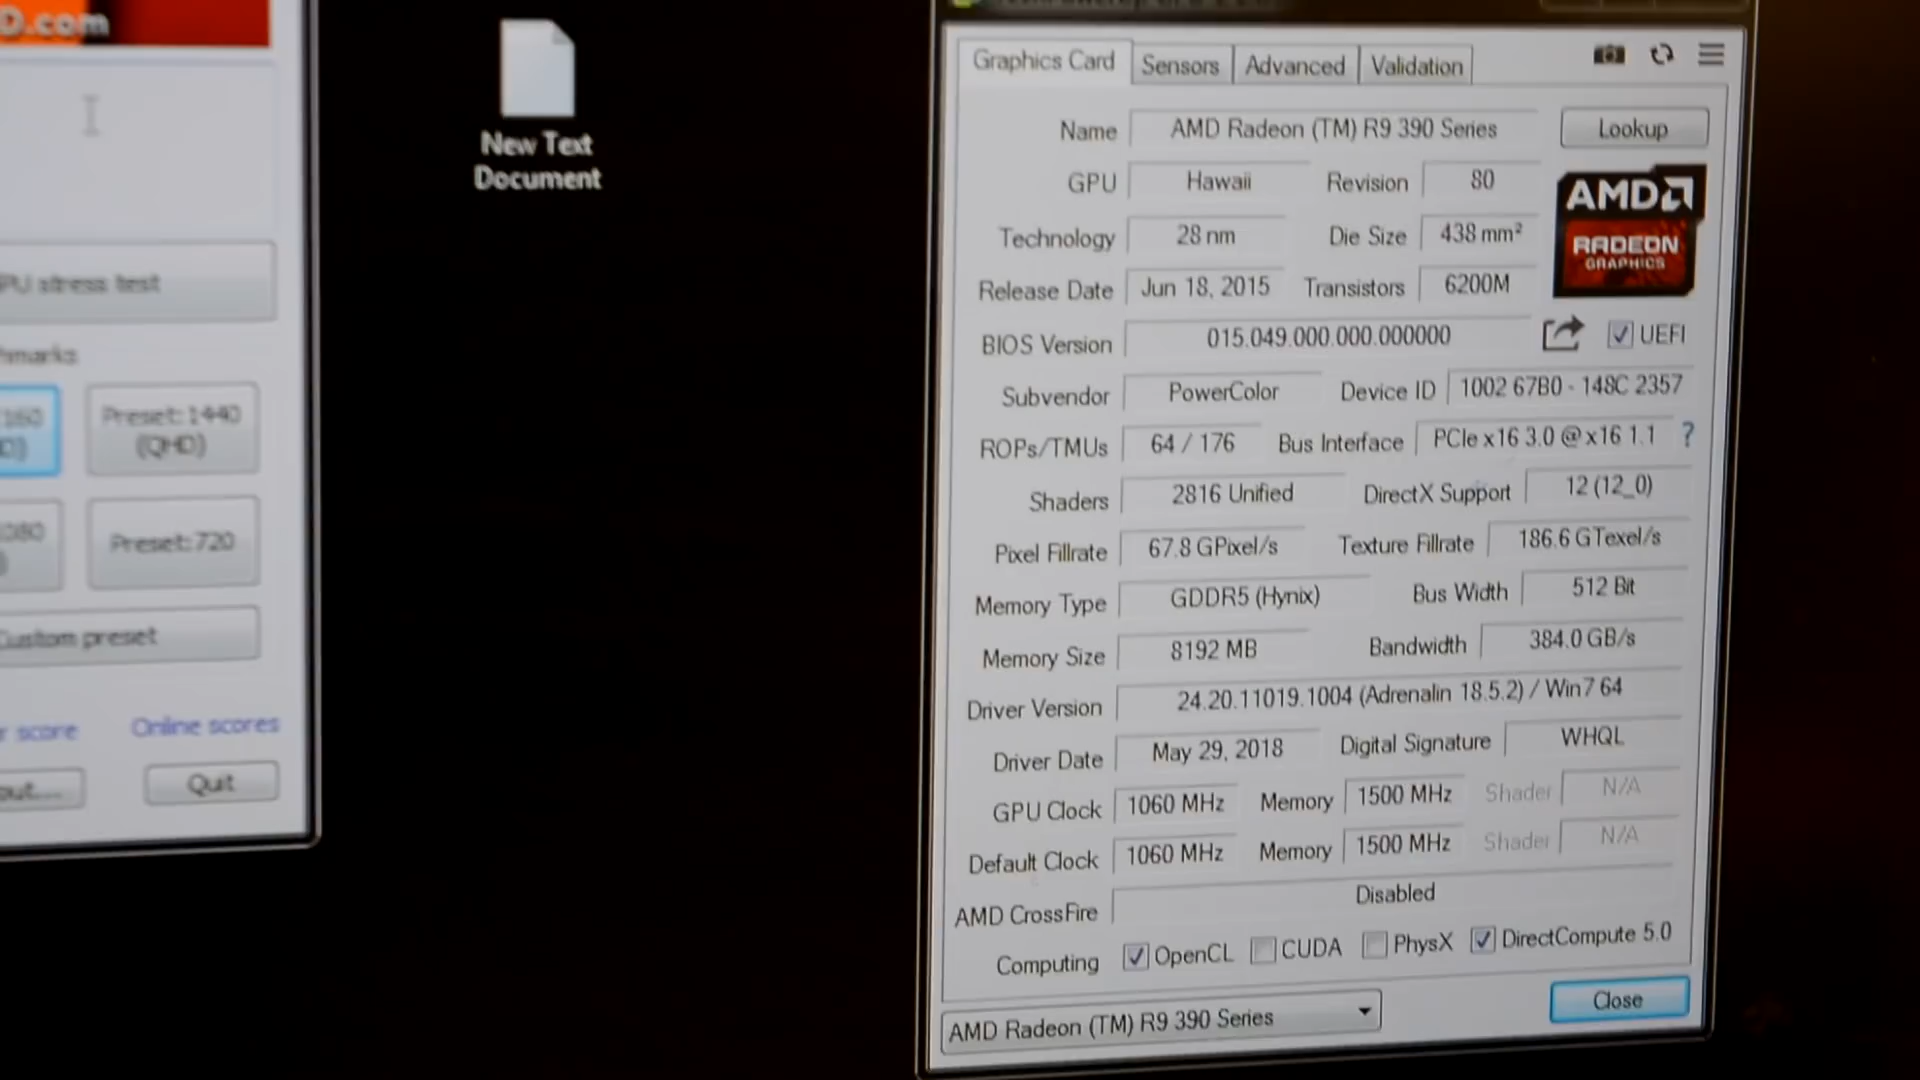 D.com
New Text
Document
PU stress test
hmarks
Preset:1440
(QHD)
Preset:720
Custom preset
score
Online scores
Quit
Graphics Card
Sensors
Advanced
Validation
Name
AMD Radeon (TM) R9 390 Series
Lookup
GPU
Hawaii
Revision
80
AMD
RADEON
GRAPHICS
Technology
28 nm
Die Size
438 mm²
Release Date
Jun 18, 2015
Transistors
6200M
BIOS Version
015.049.000.000.000000
UEFI
Subvendor
PowerColor
Device ID
1002 67B0 - 148C 2357
ROPs/TMUs
64 / 176
Bus Interface
PCIe x16 3.0 @ x16 1.1
?
Shaders
2816 Unified
DirectX Support
12 (12_0)
Pixel Fillrate
67.8 GPixel/s
Texture Fillrate
186.6 GTexel/s
Memory Type
GDDR5 (Hynix)
Bus Width
512 Bit
Memory Size
8192 MB
Bandwidth
384.0 GB/s
Driver Version
24.20.11019.1004 (Adrenalin 18.5.2) / Win7 64
Driver Date
May 29, 2018
Digital Signature
WHQL
GPU Clock
1060 MHz
Memory
1500 MHz
Shader
N/A
Default Clock
1060 MHz
Memory
1500 MHz
Shader
N/A
AMD CrossFire
Disabled
Computing
OpenCL
CUDA
PhysX
DirectCompute 5.0
AMD Radeon (TM) R9 390 Series
Close